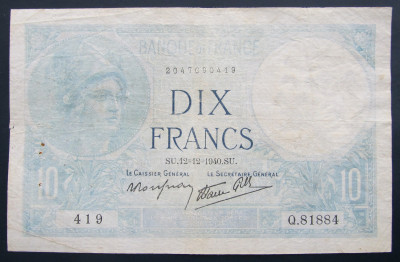 BANQUE DE FRANCE
2047090419
DIX
FRANCS
SU.12=12=1940.SU.
LE CAISSIER GÉNÉRAL LE SECRÉTAIRE GÉNÉRAL
10 10
419 Q.81884